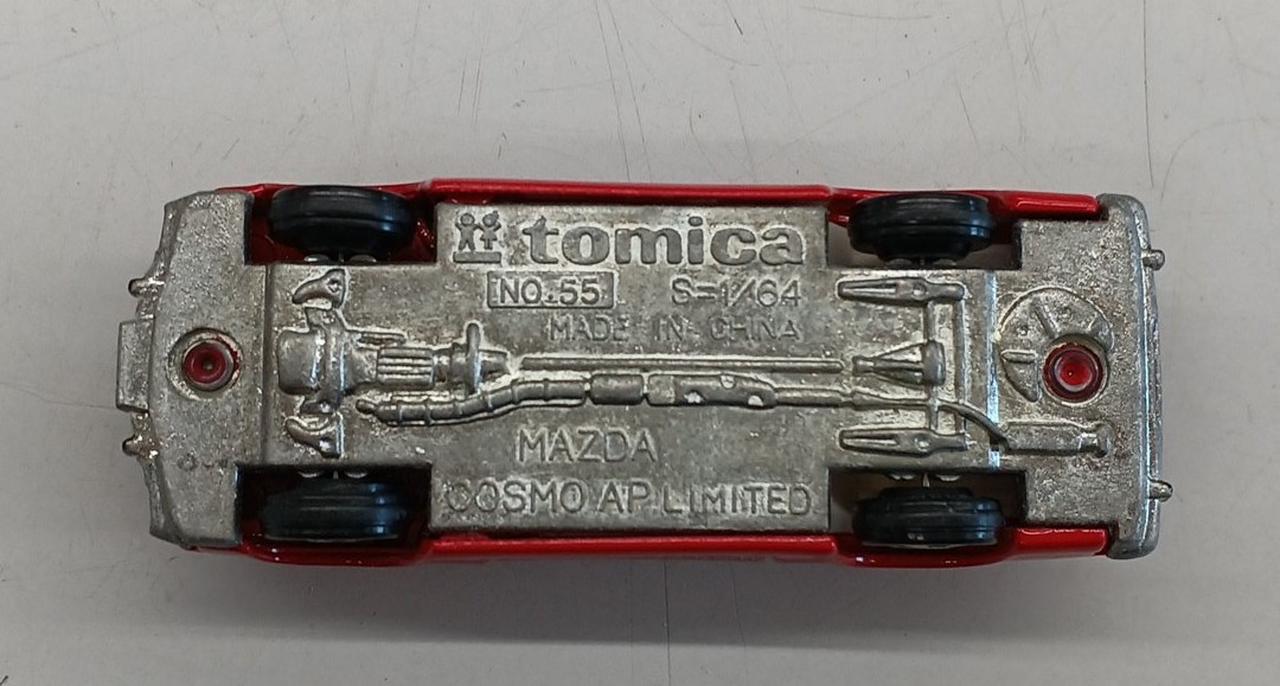 tomica
NO.55 S=1/64
MADE IN CHINA
MAZDA
COSMO AP LIMITED